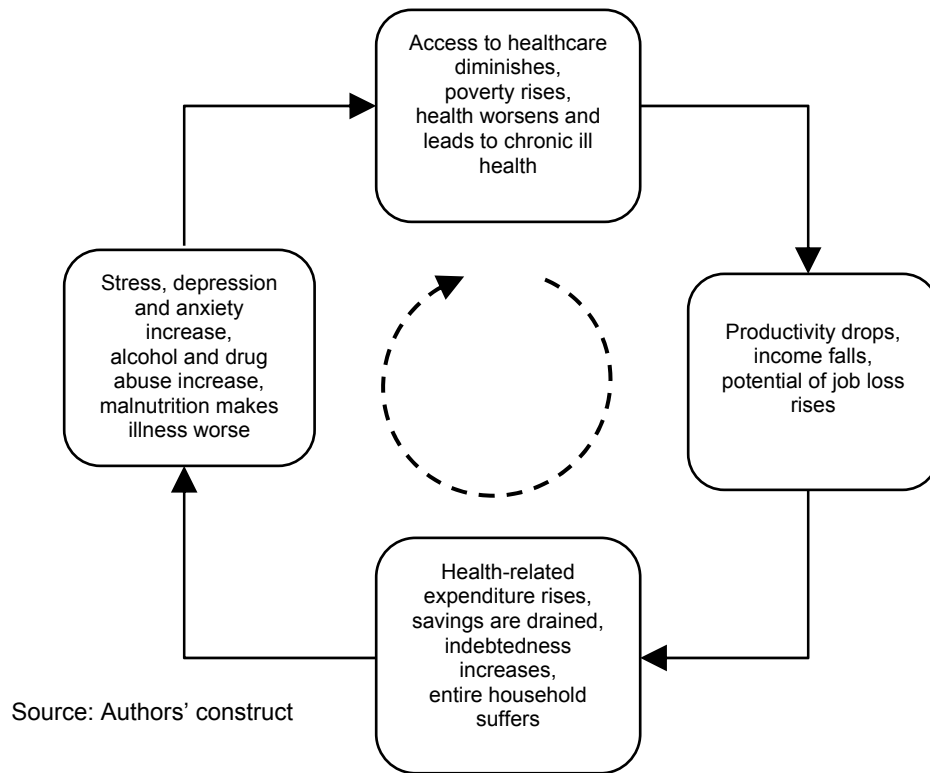 Access to healthcare
diminishes,
poverty rises,
health worsens and
leads to chronic ill
health
Productivity drops,
income falls,
potential of job loss
rises
Health-related
expenditure rises,
savings are drained,
indebtedness
increases,
entire household
suffers
Stress, depression
and anxiety
increase,
alcohol and drug
abuse increase,
malnutrition makes
illness worse
Source: Authors’ construct